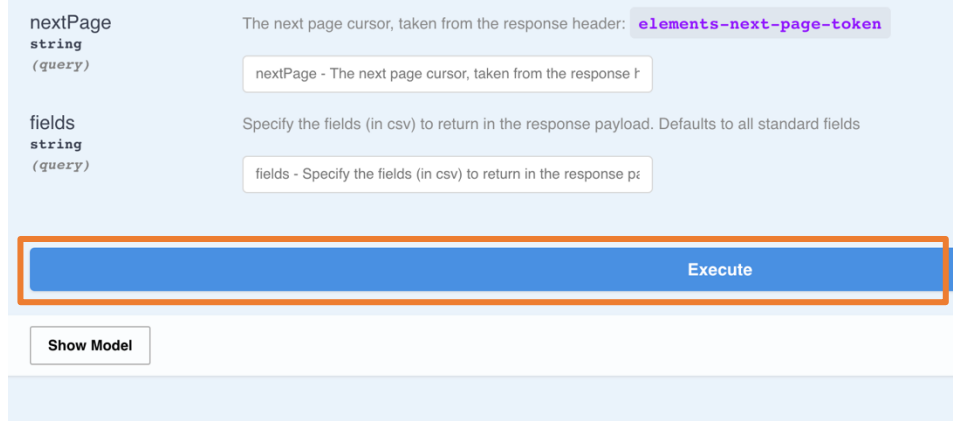 nextPage The next page cursor, taken from the response header: elements-next-page-token
string
(query)
nextPage - The next page cursor, taken from the response h
fields Specify the fields (in csv) to return in the response payload. Defaults to all standard fields
string
(query)
fields - Specify the fields (in csv) to return in the response pa
Execute
Show Model